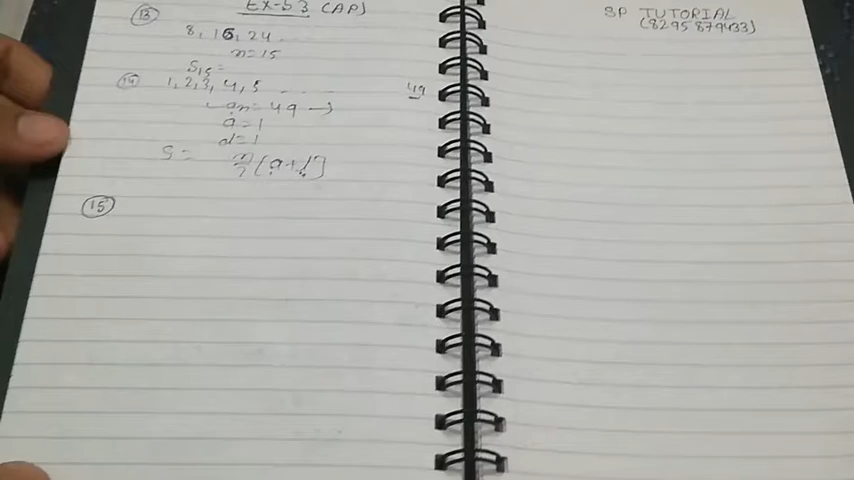 Ex-5.3 (AP)
SP TUTORIAL
(8295879433)
(13)
8, 16, 24 ...
n=15
S15 =
(14) 1, 2, 3, 4, 5 ........ 49
an = 49 →
a = 1
d = 1
S = n/2 [a+l]
(15)